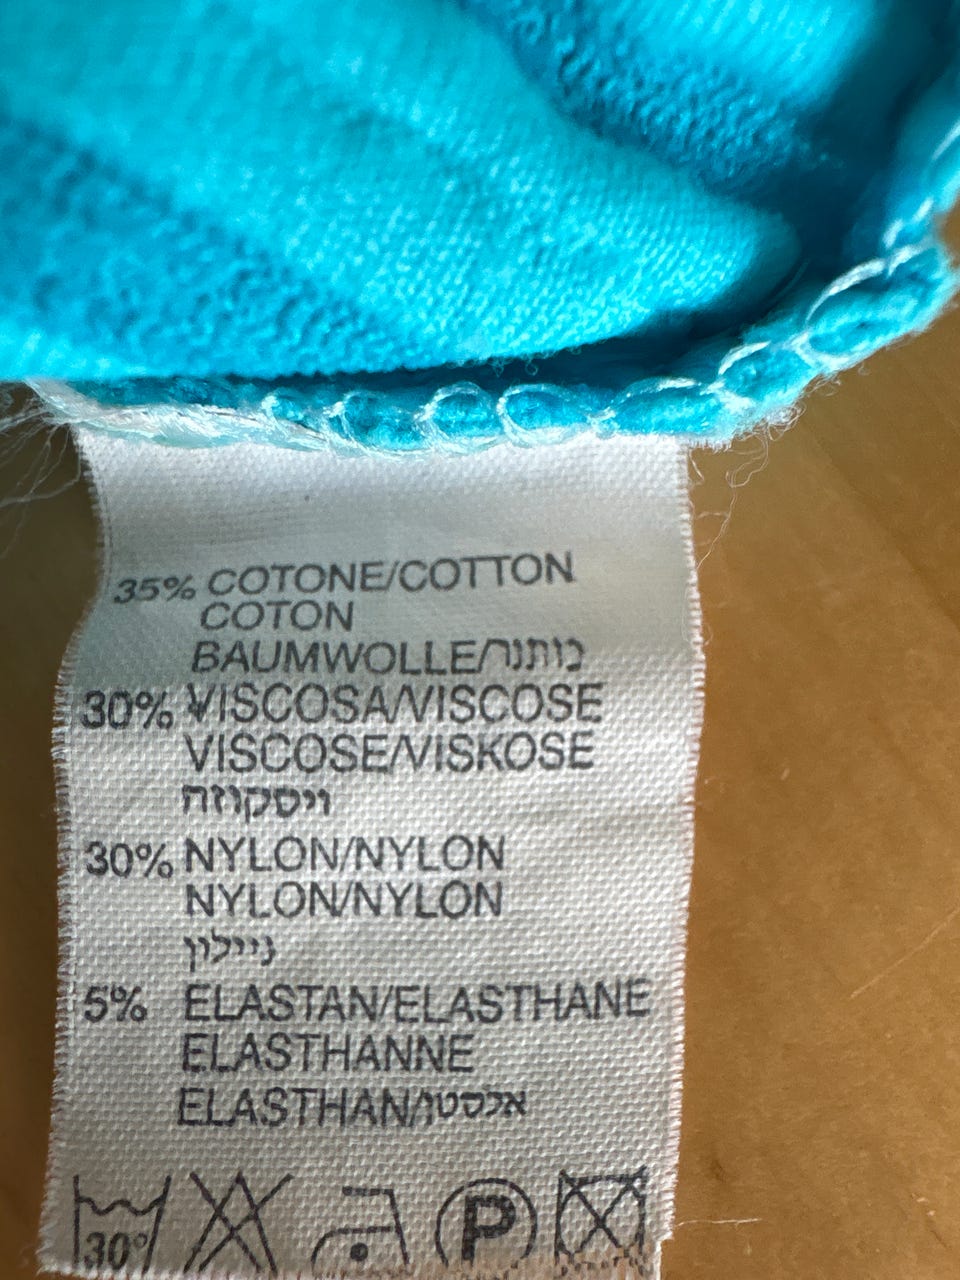 35% COTONE/COTTON
COTON
BAUMWOLLE/כותנה
30% VISCOSA/VISCOSE
VISCOSE/VISKOSE
ויסקוזה
30% NYLON/NYLON
NYLON/NYLON
ניילון
5% ELASTAN/ELASTHANE
ELASTHANNE
ELASTHAN/אלסטן
30° P